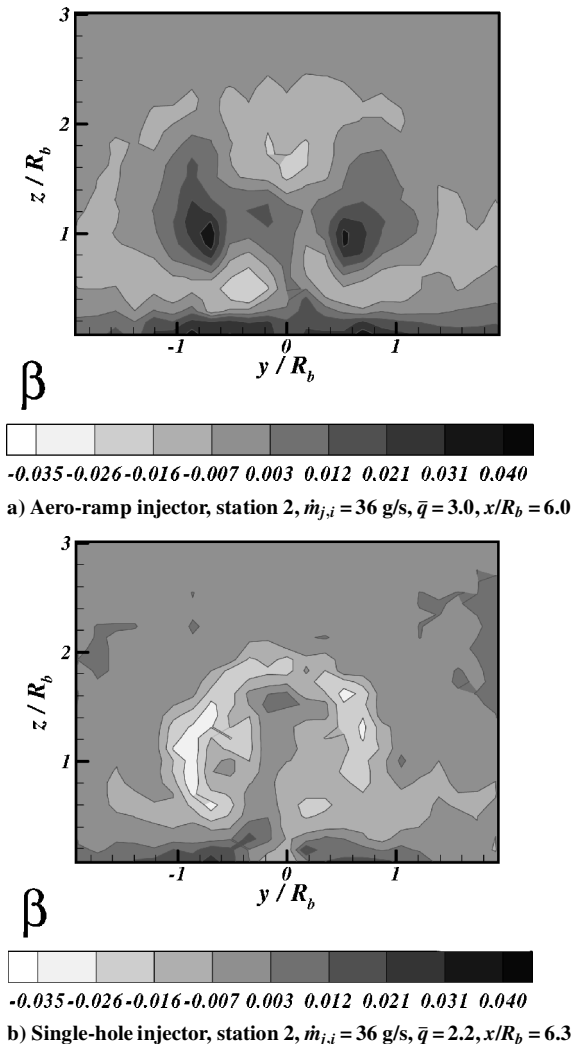 3
2
1
z / R_b
-1 0 1
y / R_b
β
-0.035 -0.026 -0.016 -0.007 0.003 0.012 0.021 0.031 0.040
a) Aero-ramp injector, station 2, ṁ_{j,i} = 36 g/s, q̄ = 3.0, x/R_b = 6.0
3
2
1
z / R_b
-1 0 1
y / R_b
β
-0.035 -0.026 -0.016 -0.007 0.003 0.012 0.021 0.031 0.040
b) Single-hole injector, station 2, ṁ_{j,i} = 36 g/s, q̄ = 2.2, x/R_b = 6.3